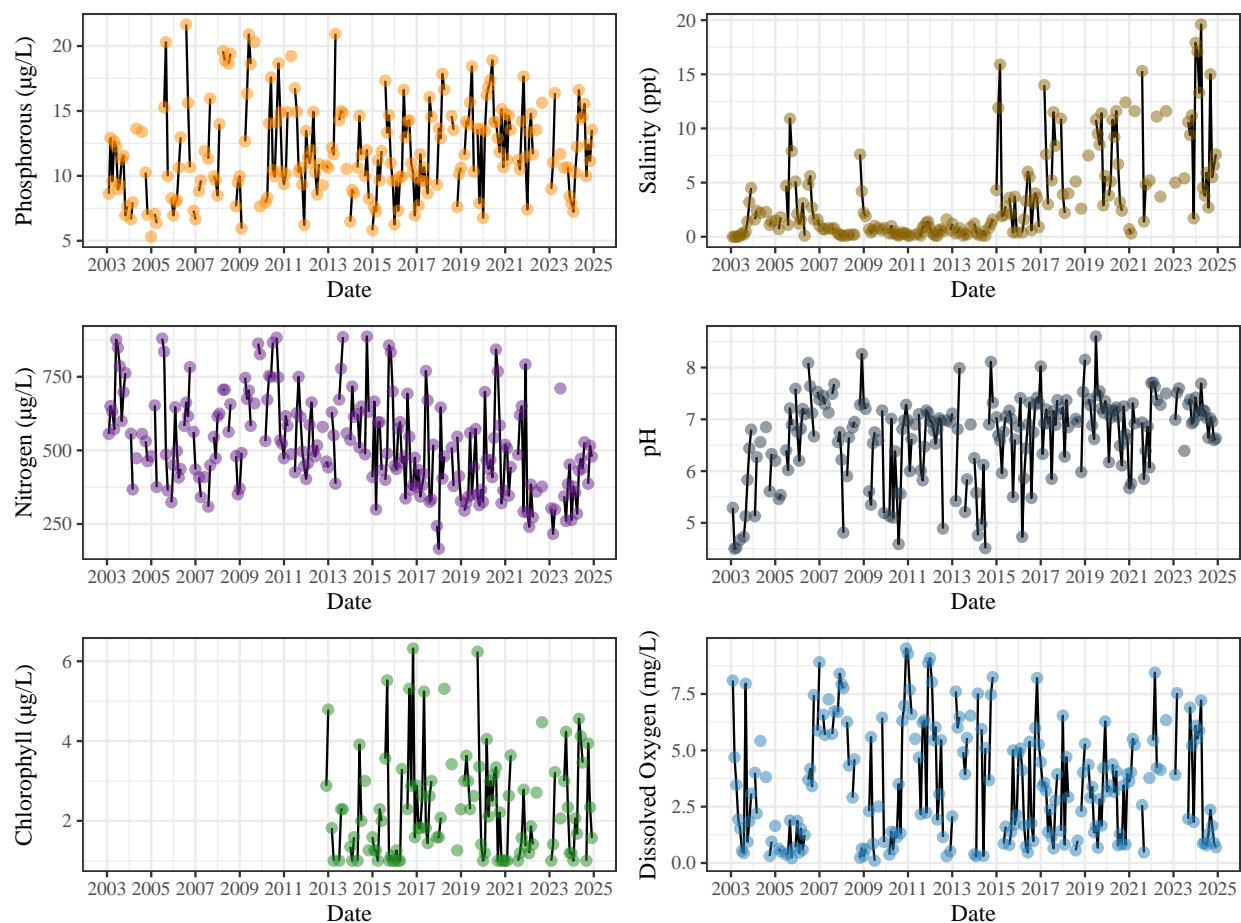 Phosphorous (μg/L)
20
15
10
5
2003 2005 2007 2009 2011 2013 2015 2017 2019 2021 2023 2025
Date
Salinity (ppt)
20
15
10
5
0
2003 2005 2007 2009 2011 2013 2015 2017 2019 2021 2023 2025
Date
Nitrogen (μg/L)
750
500
250
2003 2005 2007 2009 2011 2013 2015 2017 2019 2021 2023 2025
Date
pH
8
7
6
5
2003 2005 2007 2009 2011 2013 2015 2017 2019 2021 2023 2025
Date
Chlorophyll (μg/L)
6
4
2
2003 2005 2007 2009 2011 2013 2015 2017 2019 2021 2023 2025
Date
Dissolved Oxygen (mg/L)
7.5
5.0
2.5
0.0
2003 2005 2007 2009 2011 2013 2015 2017 2019 2021 2023 2025
Date